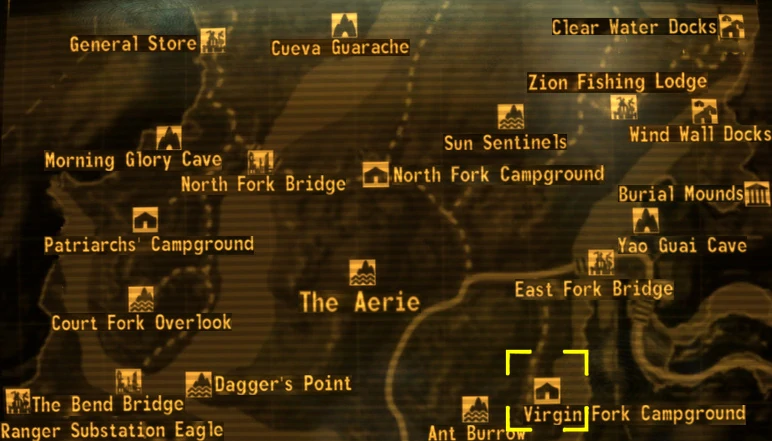 Clear Water Docks
General Store
Cueva Guarache
Zion Fishing Lodge
Wind Wall Docks
Sun Sentinels
Morning Glory Cave
North Fork Bridge
North Fork Campground
Burial Mounds
Patriarchs' Campground
Yao Guai Cave
East Fork Bridge
The Aerie
Court Fork Overlook
Dagger's Point
The Bend Bridge
Virgin Fork Campground
Ranger Substation Eagle
Ant Burrow